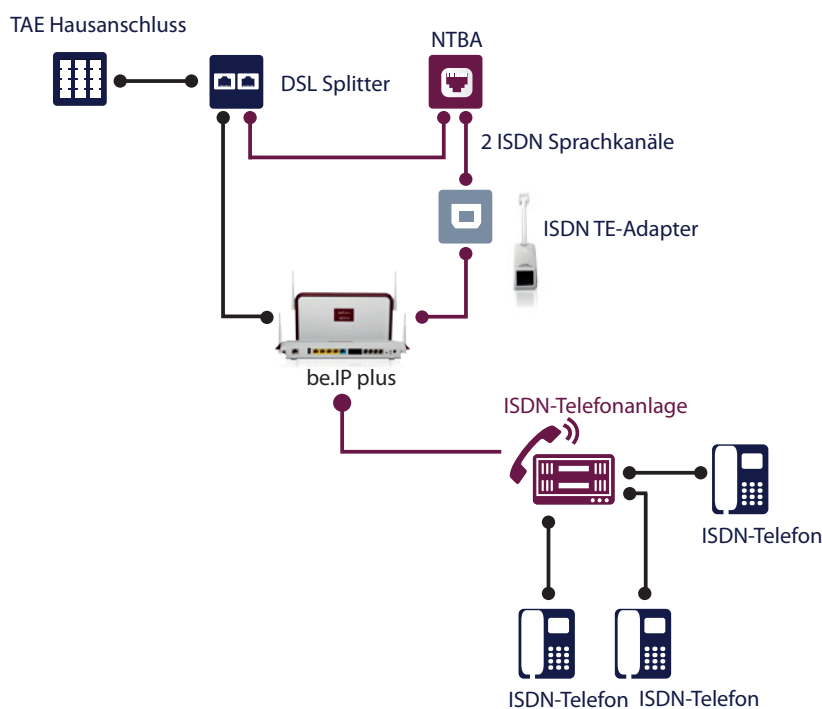 TAE Hausanschluss
NTBA
DSL Splitter
2 ISDN Sprachkanäle
ISDN TE-Adapter
be.IP plus
ISDN-Telefonanlage
ISDN-Telefon
ISDN-Telefon
ISDN-Telefon